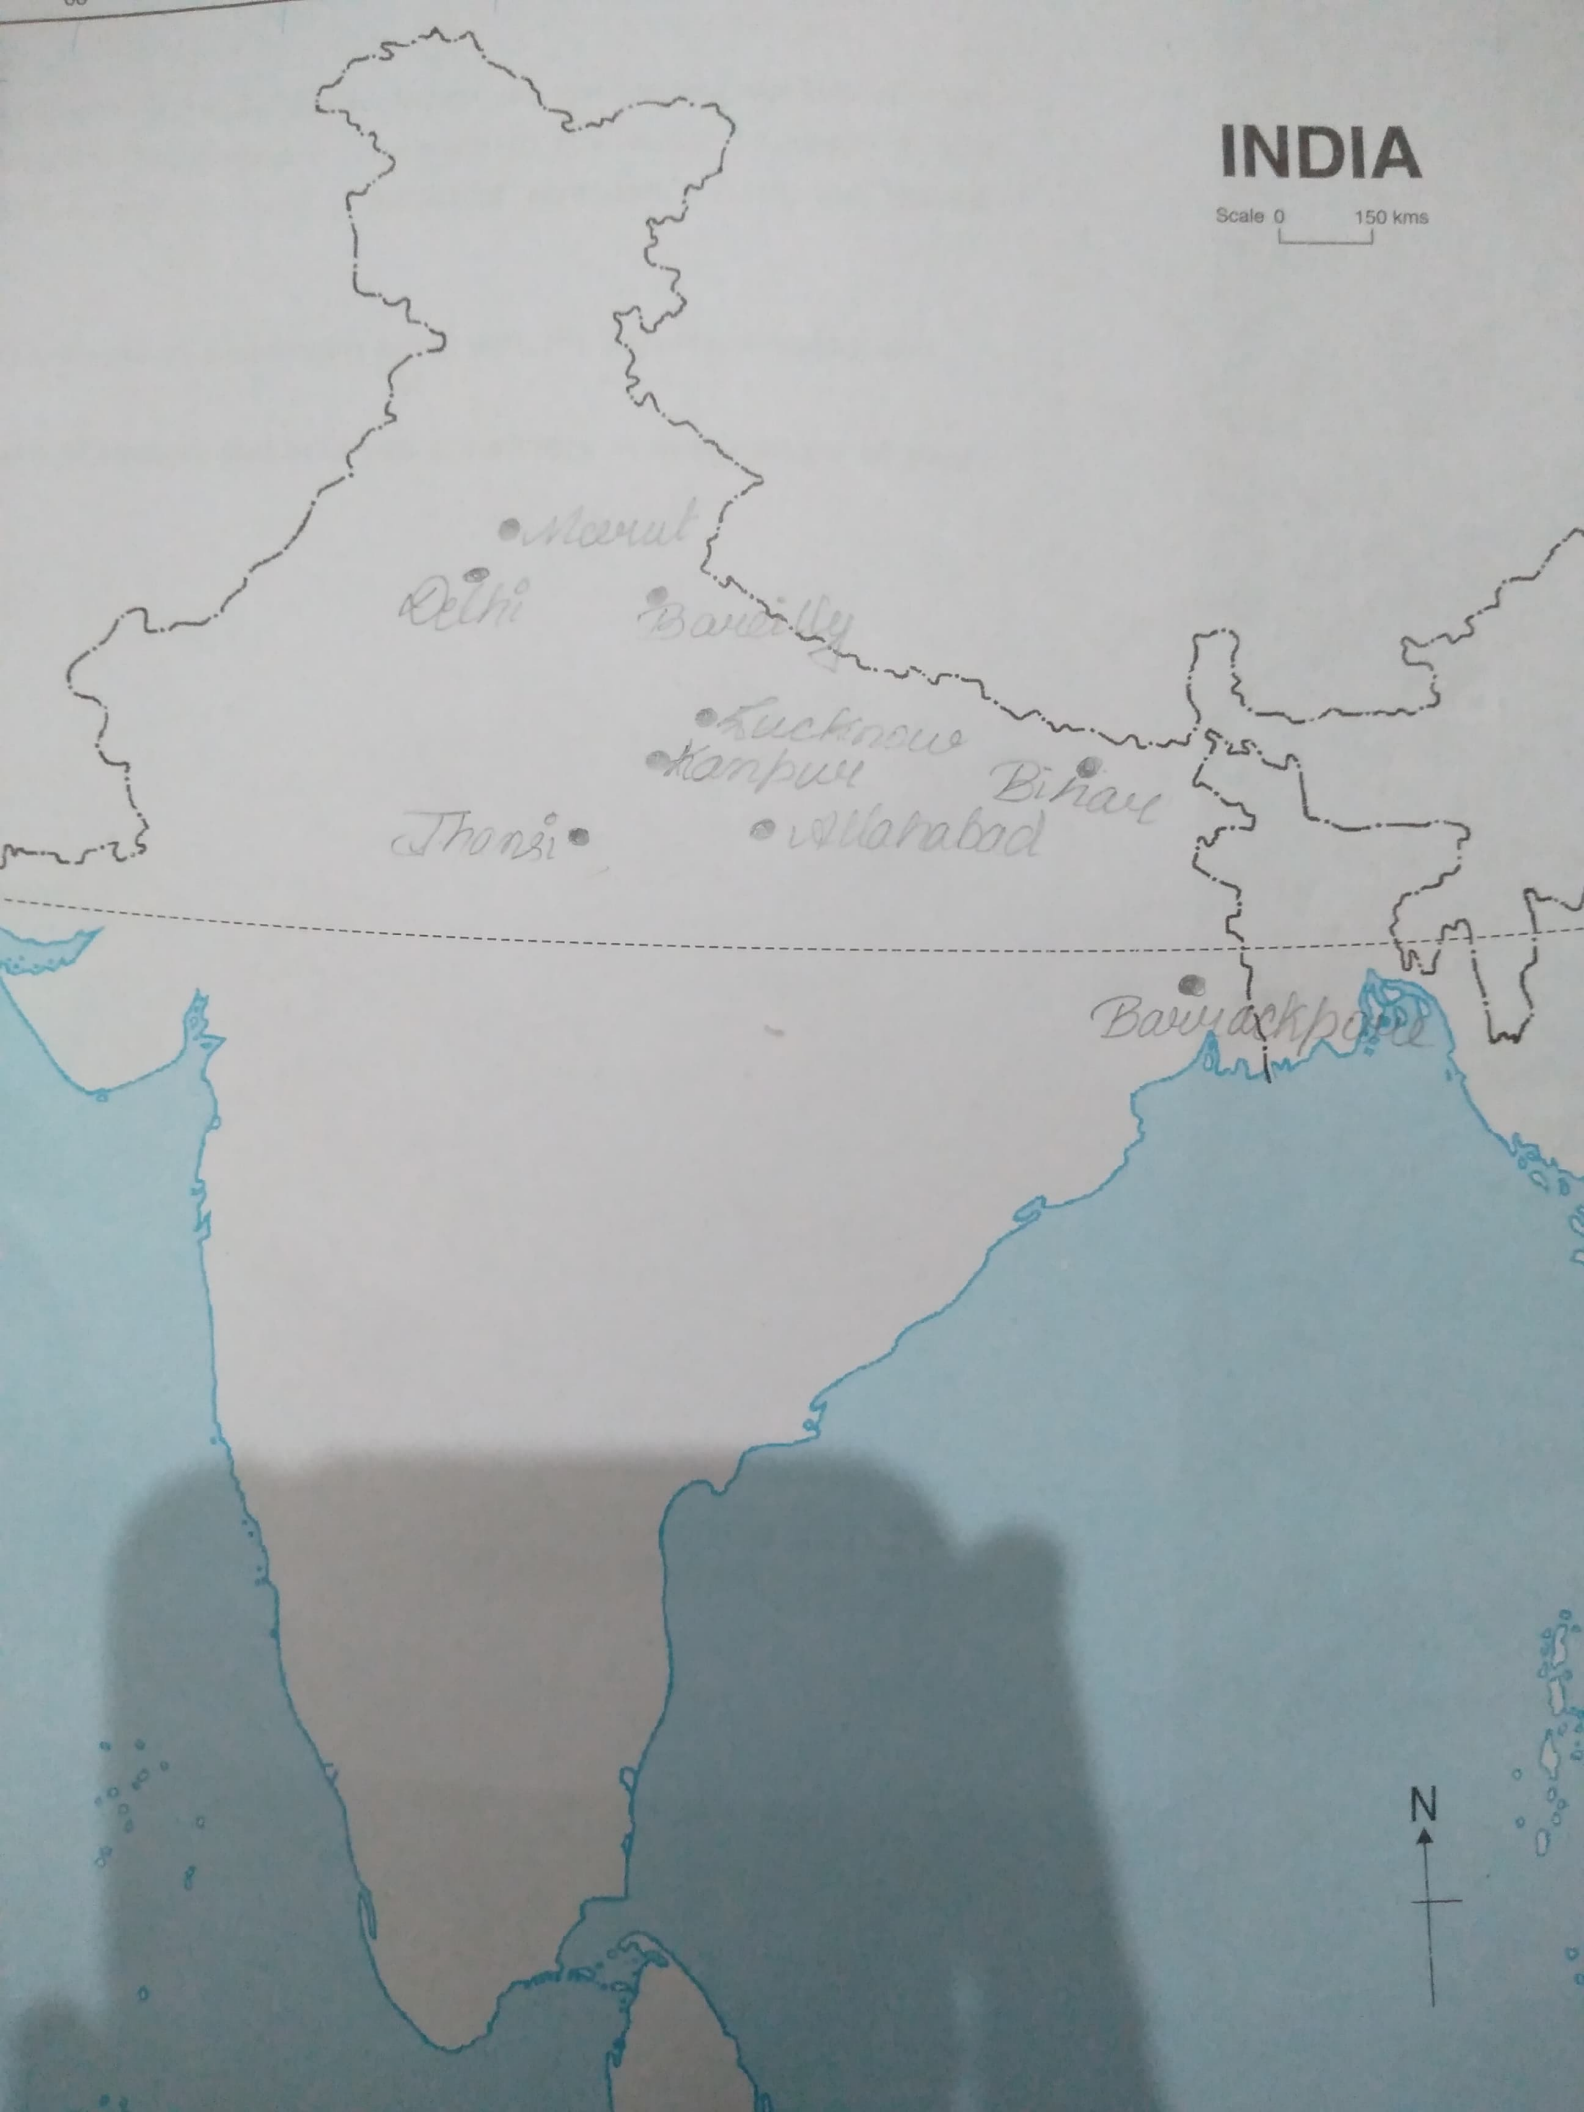 INDIA
Scale 0 150 kms
Meerut
Delhi
Bareilly
Lucknow
Kanpur
Bihar
Jhansi
Allahabad
Barrackpore
N